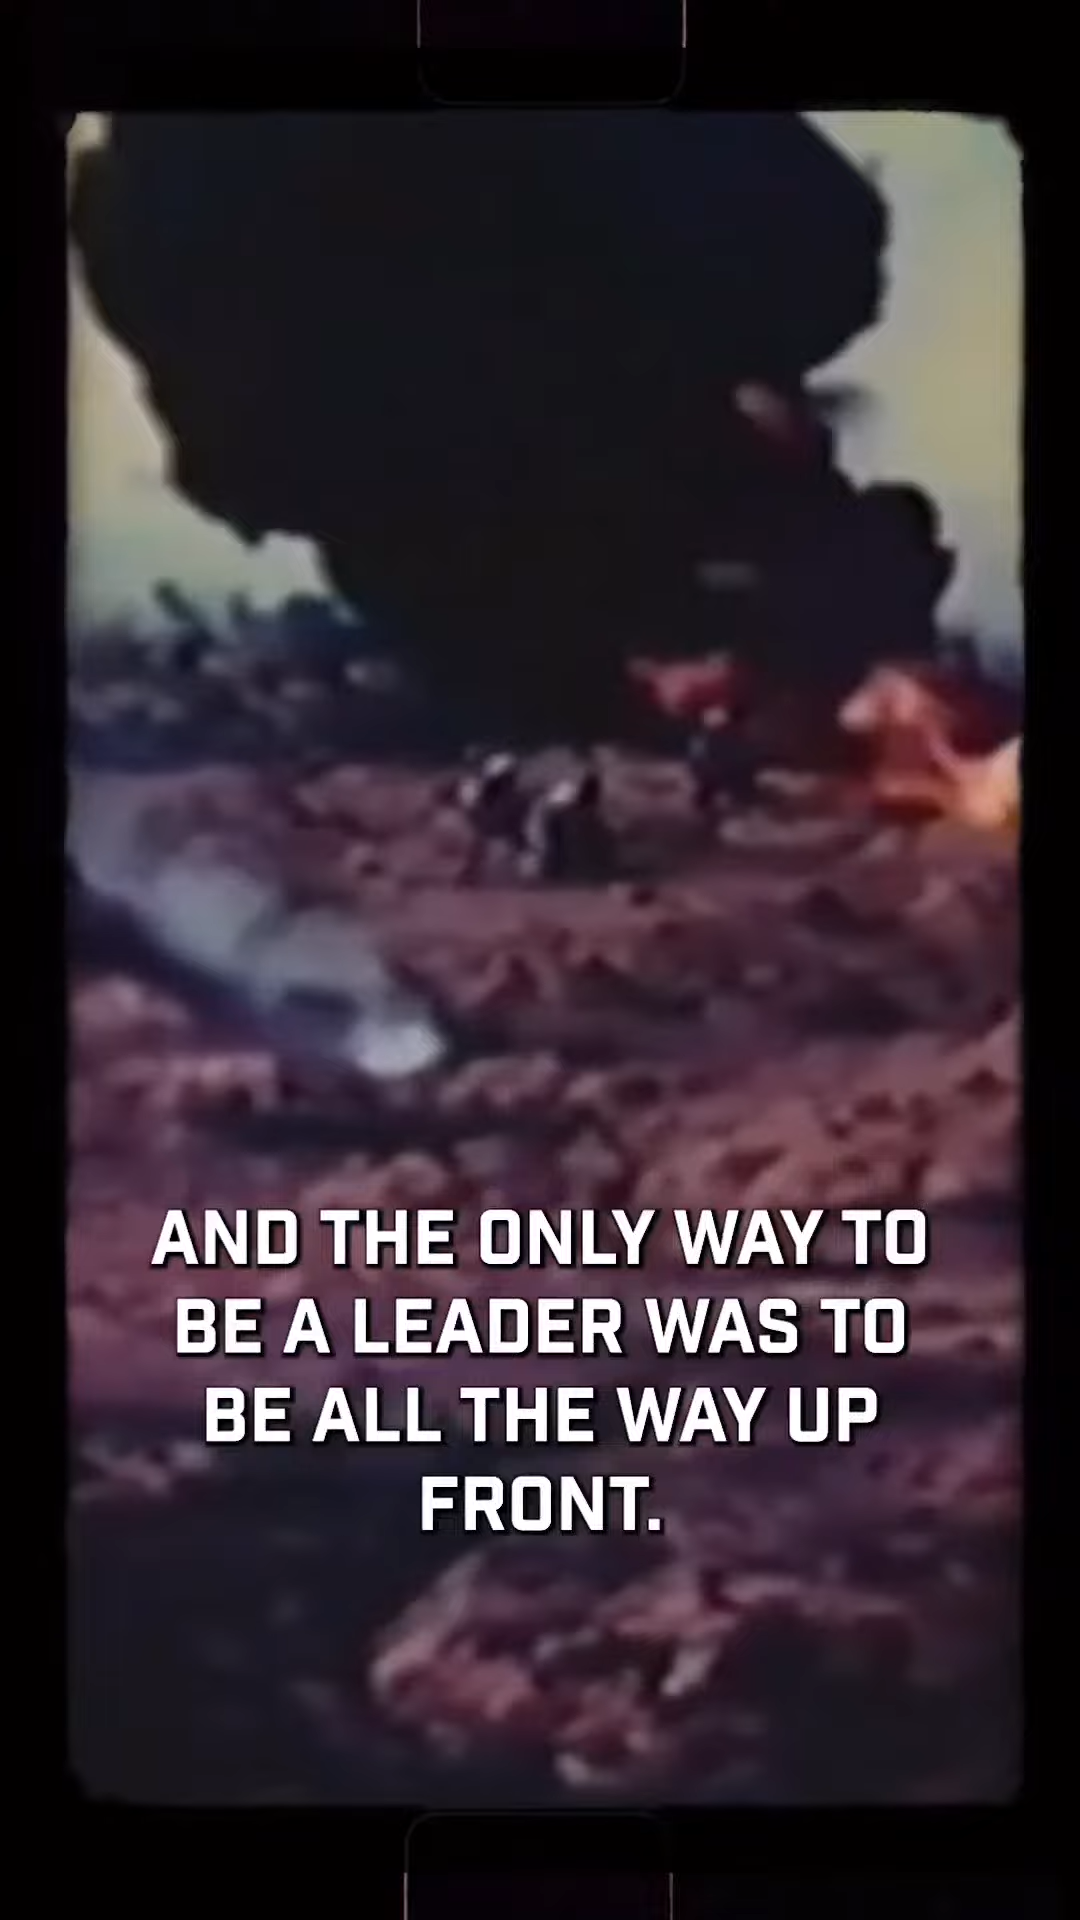 AND THE ONLY WAY TO
BE A LEADER WAS TO
BE ALL THE WAY UP
FRONT.